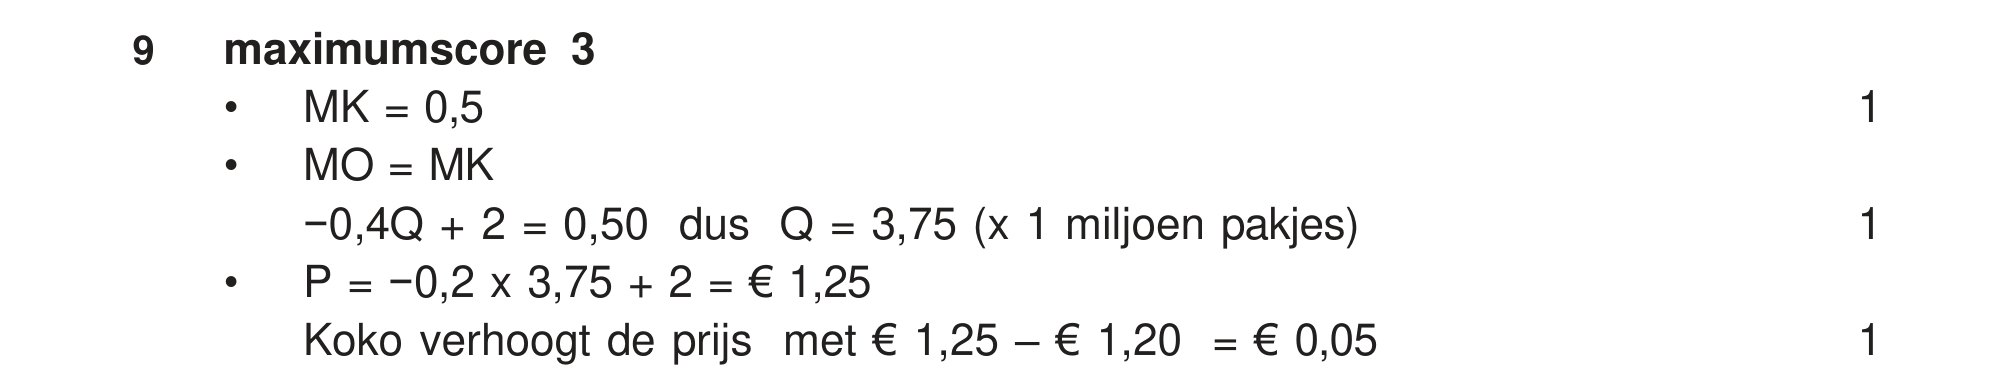 9 maximumscore 3
• MK = 0,5 1
• MO = MK
−0,4Q + 2 = 0,50 dus Q = 3,75 (x 1 miljoen pakjes) 1
• P = −0,2 x 3,75 + 2 = € 1,25
Koko verhoogt de prijs met € 1,25 – € 1,20 = € 0,05 1